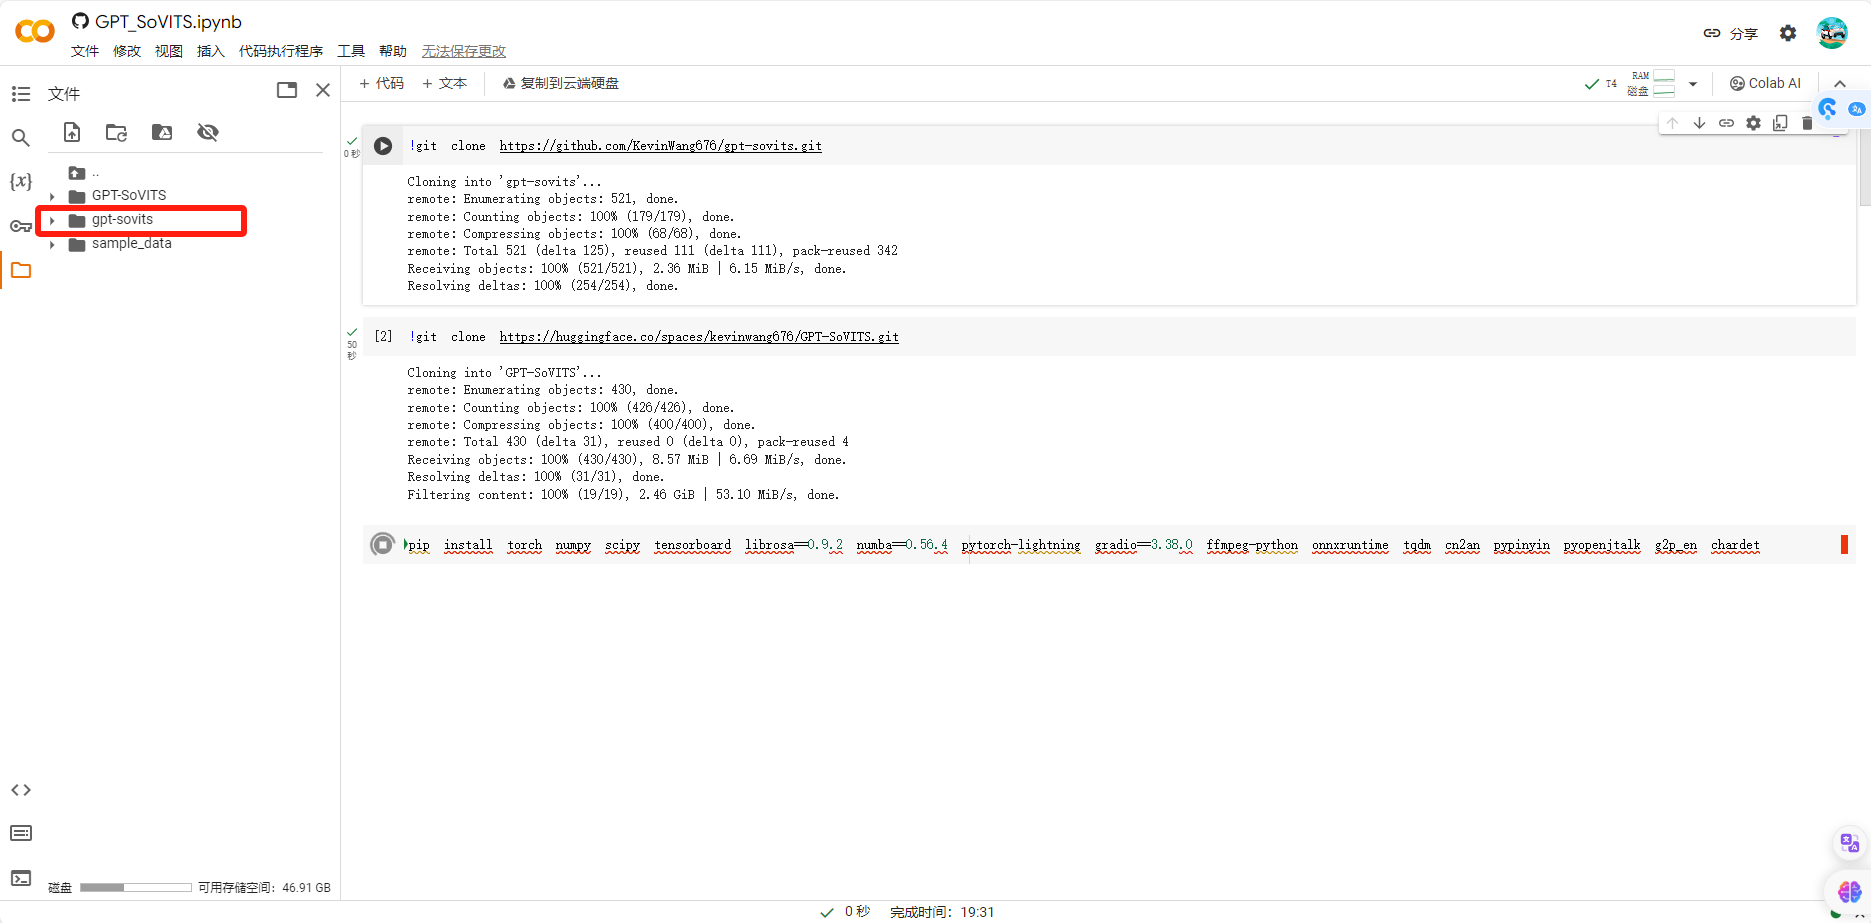 GPT_SoVITS.ipynb
文件 修改 视图 插入 代码执行程序 工具 帮助 无法保存更改
分享
文件
+ 代码 + 文本 复制到云端硬盘
T4 RAM 磁盘
Colab AI
..
GPT-SoVITS
gpt-sovits
sample_data
{x}
0 秒
!git clone https://github.com/KevinWang676/gpt-sovits.git
Cloning into 'gpt-sovits'...
remote: Enumerating objects: 521, done.
remote: Counting objects: 100% (179/179), done.
remote: Compressing objects: 100% (68/68), done.
remote: Total 521 (delta 125), reused 111 (delta 111), pack-reused 342
Receiving objects: 100% (521/521), 2.36 MiB | 6.15 MiB/s, done.
Resolving deltas: 100% (254/254), done.
50 秒
[2] !git clone https://huggingface.co/spaces/kevinwang676/GPT-SoVITS.git
Cloning into 'GPT-SoVITS'...
remote: Enumerating objects: 430, done.
remote: Counting objects: 100% (426/426), done.
remote: Compressing objects: 100% (400/400), done.
remote: Total 430 (delta 31), reused 0 (delta 0), pack-reused 4
Receiving objects: 100% (430/430), 8.57 MiB | 6.69 MiB/s, done.
Resolving deltas: 100% (31/31), done.
Filtering content: 100% (19/19), 2.46 GiB | 53.10 MiB/s, done.
pip install torch numpy scipy tensorboard librosa==0.9.2 numba==0.56.4 pytorch-lightning gradio==3.38.0 ffmpeg-python onnxruntime tqdm cn2an pypinyin pyopenjtalk g2p_en chardet
磁盘 可用存储空间: 46.91 GB
0 秒 完成时间: 19:31